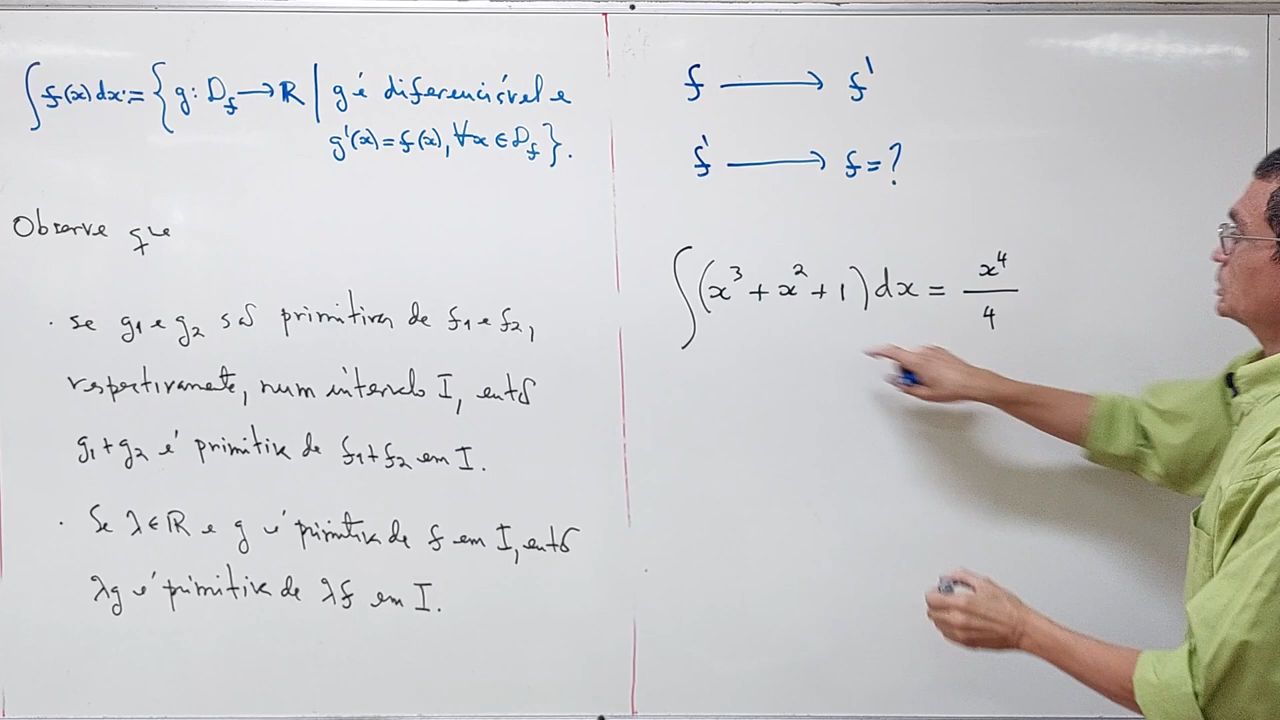 ∫f(x)dx := {g: D_f → ℝ | g é diferenciável e
g'(x) = f(x), ∀x ∈ D_f}.
Observe que
· se g₁ e g₂ são primitivas de f₁ e f₂,
respectivamente, num intervalo I, então
g₁+g₂ é primitiva de f₁+f₂ em I.
· Se λ ∈ ℝ e g é primitiva de f em I, então
λg é primitiva de λf em I.
f → f'
f' → f = ?
∫(x³ + x² + 1)dx = x⁴/4